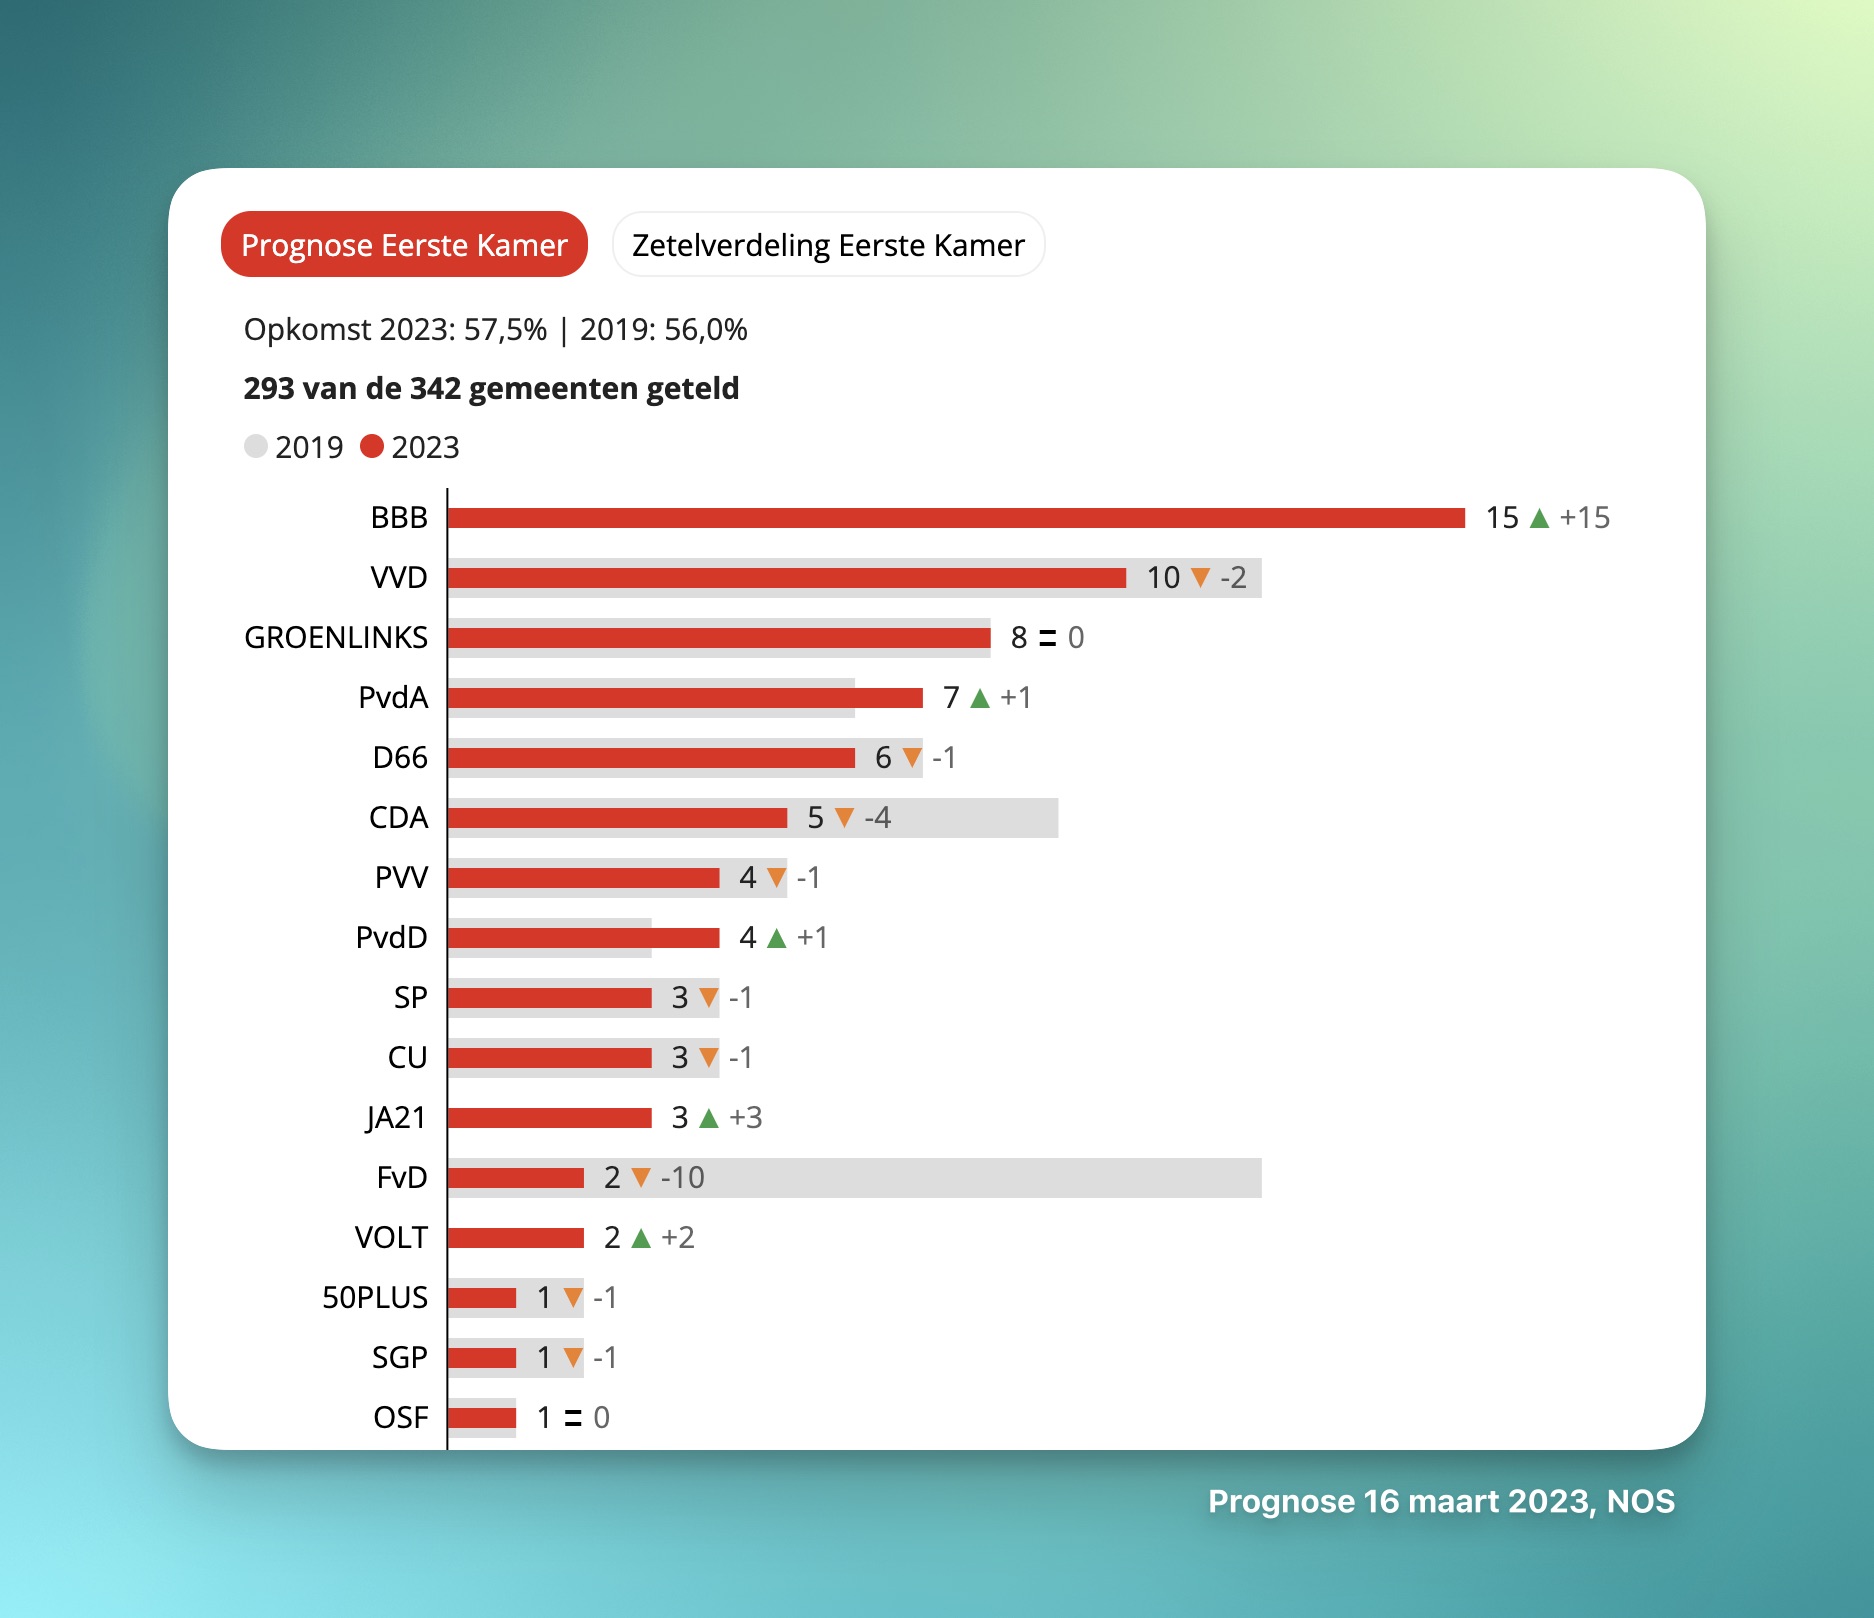 Prognose Eerste Kamer Zetelverdeling Eerste Kamer
Opkomst 2023: 57,5% | 2019: 56,0%
293 van de 342 gemeenten geteld
2019 2023
BBB 15 ▲ +15
VVD 10 ▼ -2
GROENLINKS 8 = 0
PvdA 7 ▲ +1
D66 6 ▼ -1
CDA 5 ▼ -4
PVV 4 ▼ -1
PvdD 4 ▲ +1
SP 3 ▼ -1
CU 3 ▼ -1
JA21 3 ▲ +3
FvD 2 ▼ -10
VOLT 2 ▲ +2
50PLUS 1 ▼ -1
SGP 1 ▼ -1
OSF 1 = 0
Prognose 16 maart 2023, NOS